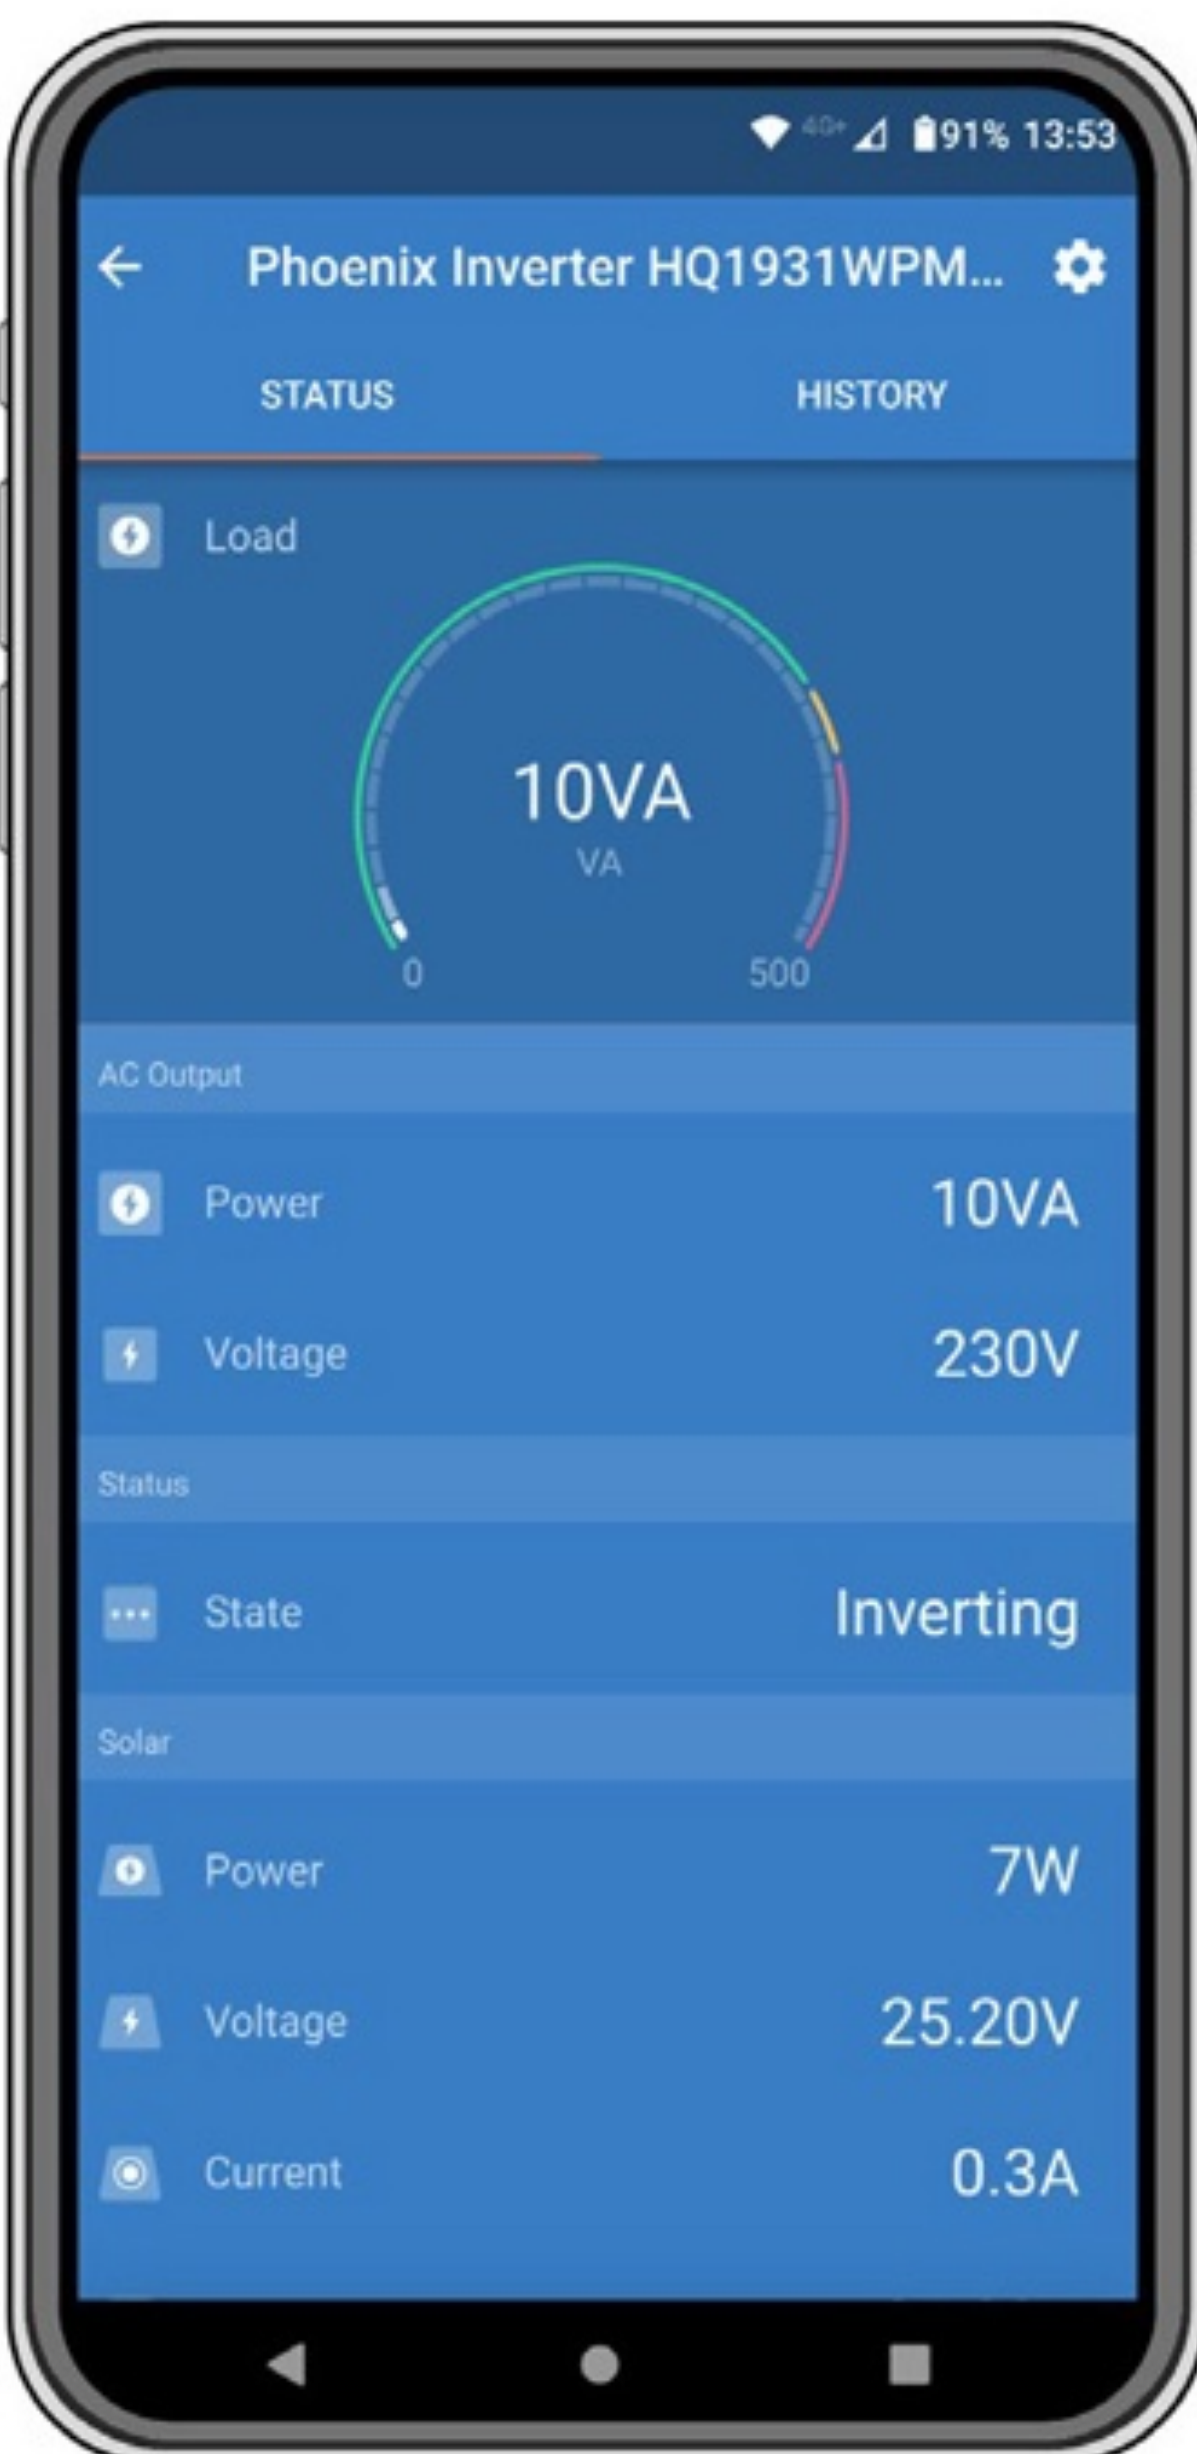 4G+ 91% 13:53
Phoenix Inverter HQ1931WPM...
STATUS HISTORY
Load
10VA
VA
0 500
AC Output
Power 10VA
Voltage 230V
Status
State Inverting
Solar
Power 7W
Voltage 25.20V
Current 0.3A